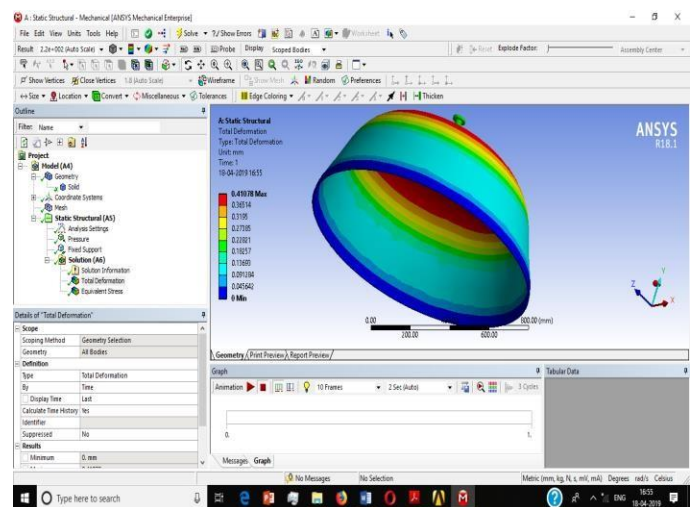 A : Static Structural - Mechanical [ANSYS Mechanical Enterprise]
File Edit View Units Tools Help Solve ?/ Show Errors Worksheet
Result 2.2e+002 (Auto Scale) Probe Display Scoped Bodies Reset Explode Factor: Assembly Center
Show Vertices Close Vertices 1.8 (Auto Scale) Wireframe Show Mesh Random Preferences
Size Location Convert Miscellaneous Tolerances Edge Coloring Thicken
Outline
Filter: Name
Project
Model (A4)
Geometry
Solid
Coordinate Systems
Mesh
Static Structural (A5)
Analysis Settings
Pressure
Fixed Support
Solution (A6)
Solution Information
Total Deformation
Equivalent Stress
A: Static Structural
Total Deformation
Type: Total Deformation
Unit: mm
Time: 1
18-04-2019 16:55
0.41078 Max
0.36514
0.3195
0.27385
0.22821
0.18257
0.13693
0.091284
0.045642
0 Min
ANSYS
R18.1
Y
Z
X
0.00 800.00 (mm)
200.00 600.00
Geometry Print Preview Report Preview
Details of "Total Deformation"
Scope
Scoping Method Geometry Selection
Geometry All Bodies
Definition
Type Total Deformation
By Time
Display Time Last
Calculate Time History Yes
Identifier
Suppressed No
Results
Minimum 0. mm
Graph
Animation 10 Frames 2 Sec (Auto) 3 Cycles
0. 1.
Messages Graph
Tabular Data
No Messages No Selection Metric (mm, kg, N, s, mV, mA) Degrees rad/s Celsius
Type here to search
ENG 16:55
18-04-2019